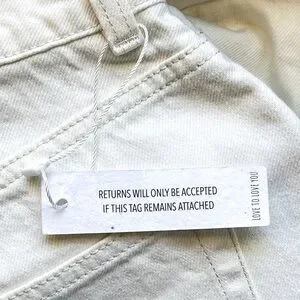 RETURNS WILL ONLY BE ACCEPTED
IF THIS TAG REMAINS ATTACHED
LOVE TO LOVE YOU